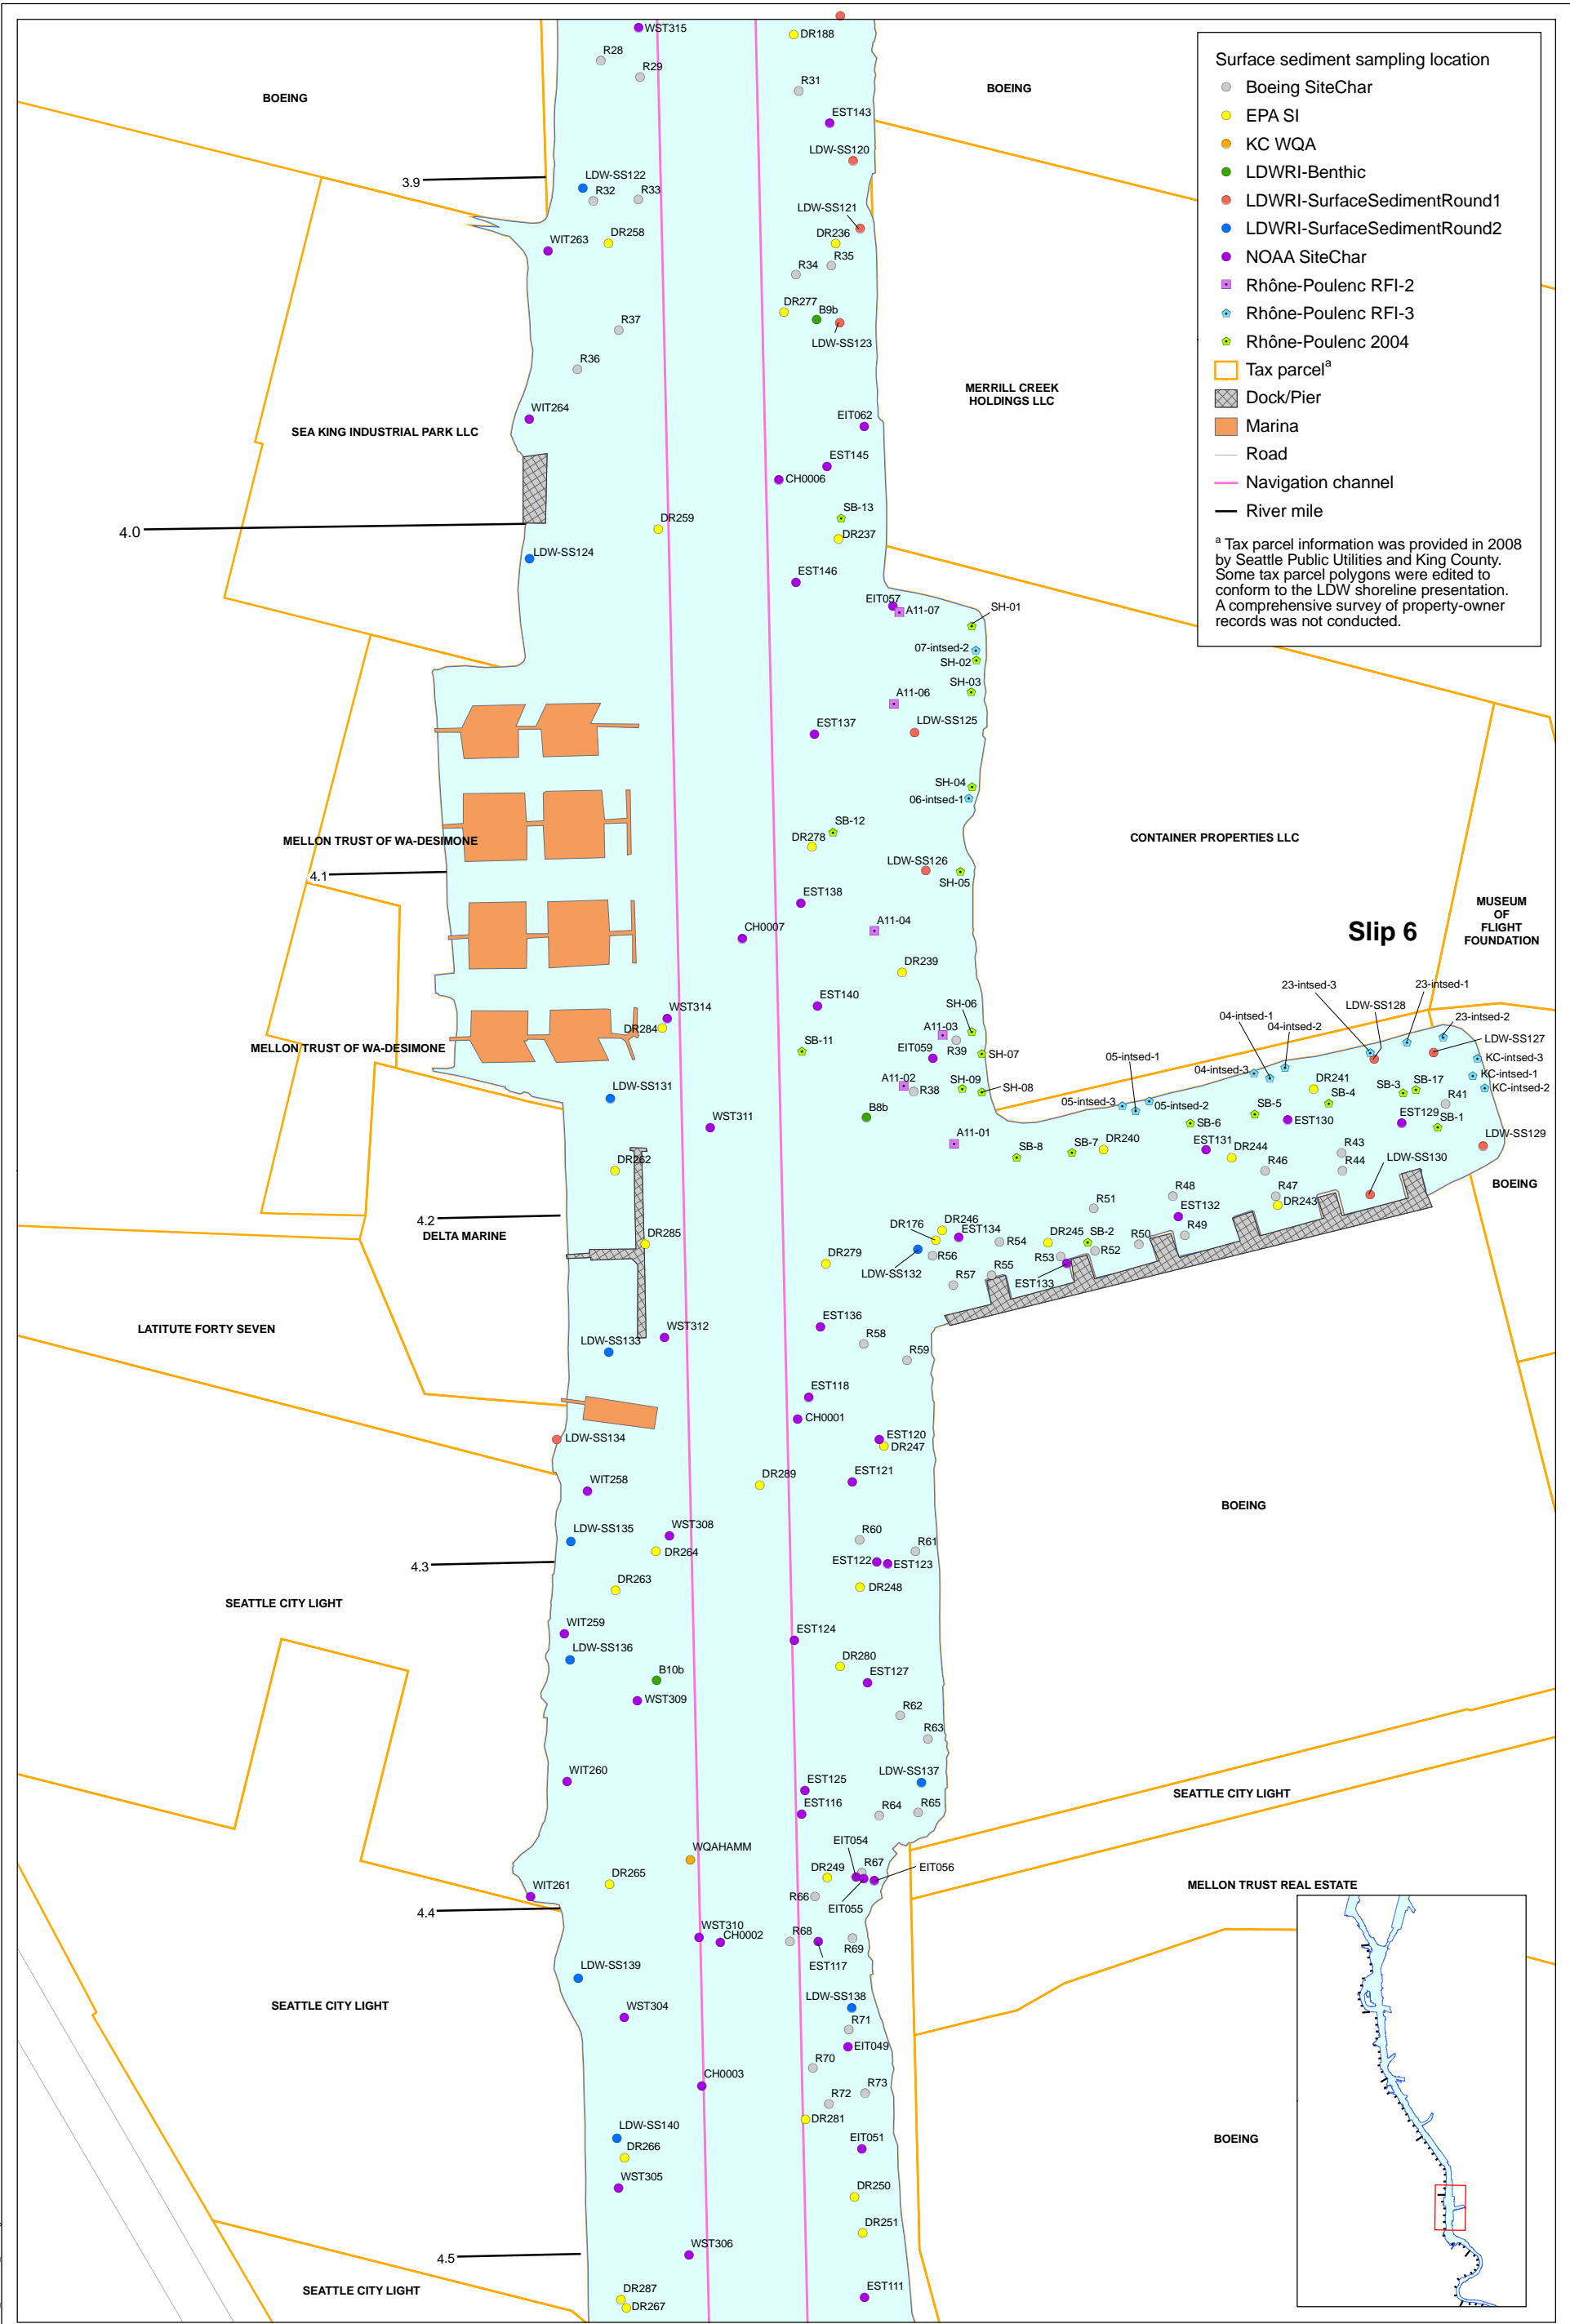 WST315
DR188
R28
R29
R31
BOEING
BOEING
EST143
LDW-SS120
3.9
LDW-SS122
R32
R33
LDW-SS121
WIT263
DR258
DR236
R34
R35
DR277
B9b
LDW-SS123
R37
R36
MERRILL CREEK
HOLDINGS LLC
WIT264
EIT062
SEA KING INDUSTRIAL PARK LLC
EST145
CH0006
SB-13
4.0
DR259
DR237
LDW-SS124
EST146
EIT057
A11-07
SH-01
07-intsed-2
SH-02
SH-03
A11-06
EST137
LDW-SS125
SH-04
06-intsed-1
SB-12
MELLON TRUST OF WA-DESIMONE
DR278
CONTAINER PROPERTIES LLC
4.1
LDW-SS126
SH-05
EST138
A11-04
CH0007
Slip 6
MUSEUM
OF
FLIGHT
FOUNDATION
DR239
23-intsed-3
23-intsed-1
LDW-SS128
EST140
SH-06
WST314
DR284
04-intsed-1
04-intsed-2
23-intsed-2
A11-03
R39
LDW-SS127
MELLON TRUST OF WA-DESIMONE
SB-11
EIT059
SH-07
05-intsed-1
04-intsed-3
KC-intsed-3
KC-intsed-1
KC-intsed-2
LDW-SS131
A11-02
R38
SH-09
SH-08
05-intsed-3
05-intsed-2
DR241
SB-4
SB-3
SB-17
R41
B8b
WST311
SB-5
SB-6
EST130
EST129
SB-1
A11-01
SB-8
SB-7
DR240
EST131
DR244
R43
LDW-SS129
DR262
R46
R44
LDW-SS130
BOEING
R48
R47
DR243
R51
4.2
DELTA MARINE
DR285
DR176
DR246
EST134
EST132
R49
R54
DR245
SB-2
R50
R52
R53
R56
LDW-SS132
DR279
R57
R55
EST133
LATITUTE FORTY SEVEN
EST136
WST312
R58
LDW-SS133
R59
EST118
CH0001
LDW-SS134
EST120
DR247
DR289
EST121
WIT258
BOEING
LDW-SS135
WST308
R60
DR264
R61
4.3
EST122
EST123
DR263
DR248
SEATTLE CITY LIGHT
WIT259
EST124
LDW-SS136
DR280
B10b
EST127
WST309
R62
R63
WIT260
LDW-SS137
EST125
SEATTLE CITY LIGHT
EST116
R64
R65
WQAHAMM
EIT054
DR249
R67
EIT056
DR265
WIT261
R66
EIT055
MELLON TRUST REAL ESTATE
4.4
WST310
CH0002
R68
EST117
R69
LDW-SS139
SEATTLE CITY LIGHT
WST304
LDW-SS138
R71
EIT049
R70
CH0003
R73
R72
DR281
LDW-SS140
DR266
EIT051
BOEING
WST305
DR250
DR251
4.5
WST306
SEATTLE CITY LIGHT
DR287
DR267
EST111
Surface sediment sampling location
Boeing SiteChar
EPA SI
KC WQA
LDWRI-Benthic
LDWRI-SurfaceSedimentRound1
LDWRI-SurfaceSedimentRound2
NOAA SiteChar
Rhône-Poulenc RFI-2
Rhône-Poulenc RFI-3
Rhône-Poulenc 2004
Tax parcel a
Dock/Pier
Marina
Road
Navigation channel
River mile
a Tax parcel information was provided in 2008
by Seattle Public Utilities and King County.
Some tax parcel polygons were edited to
conform to the LDW shoreline presentation.
A comprehensive survey of property-owner
records was not conducted.